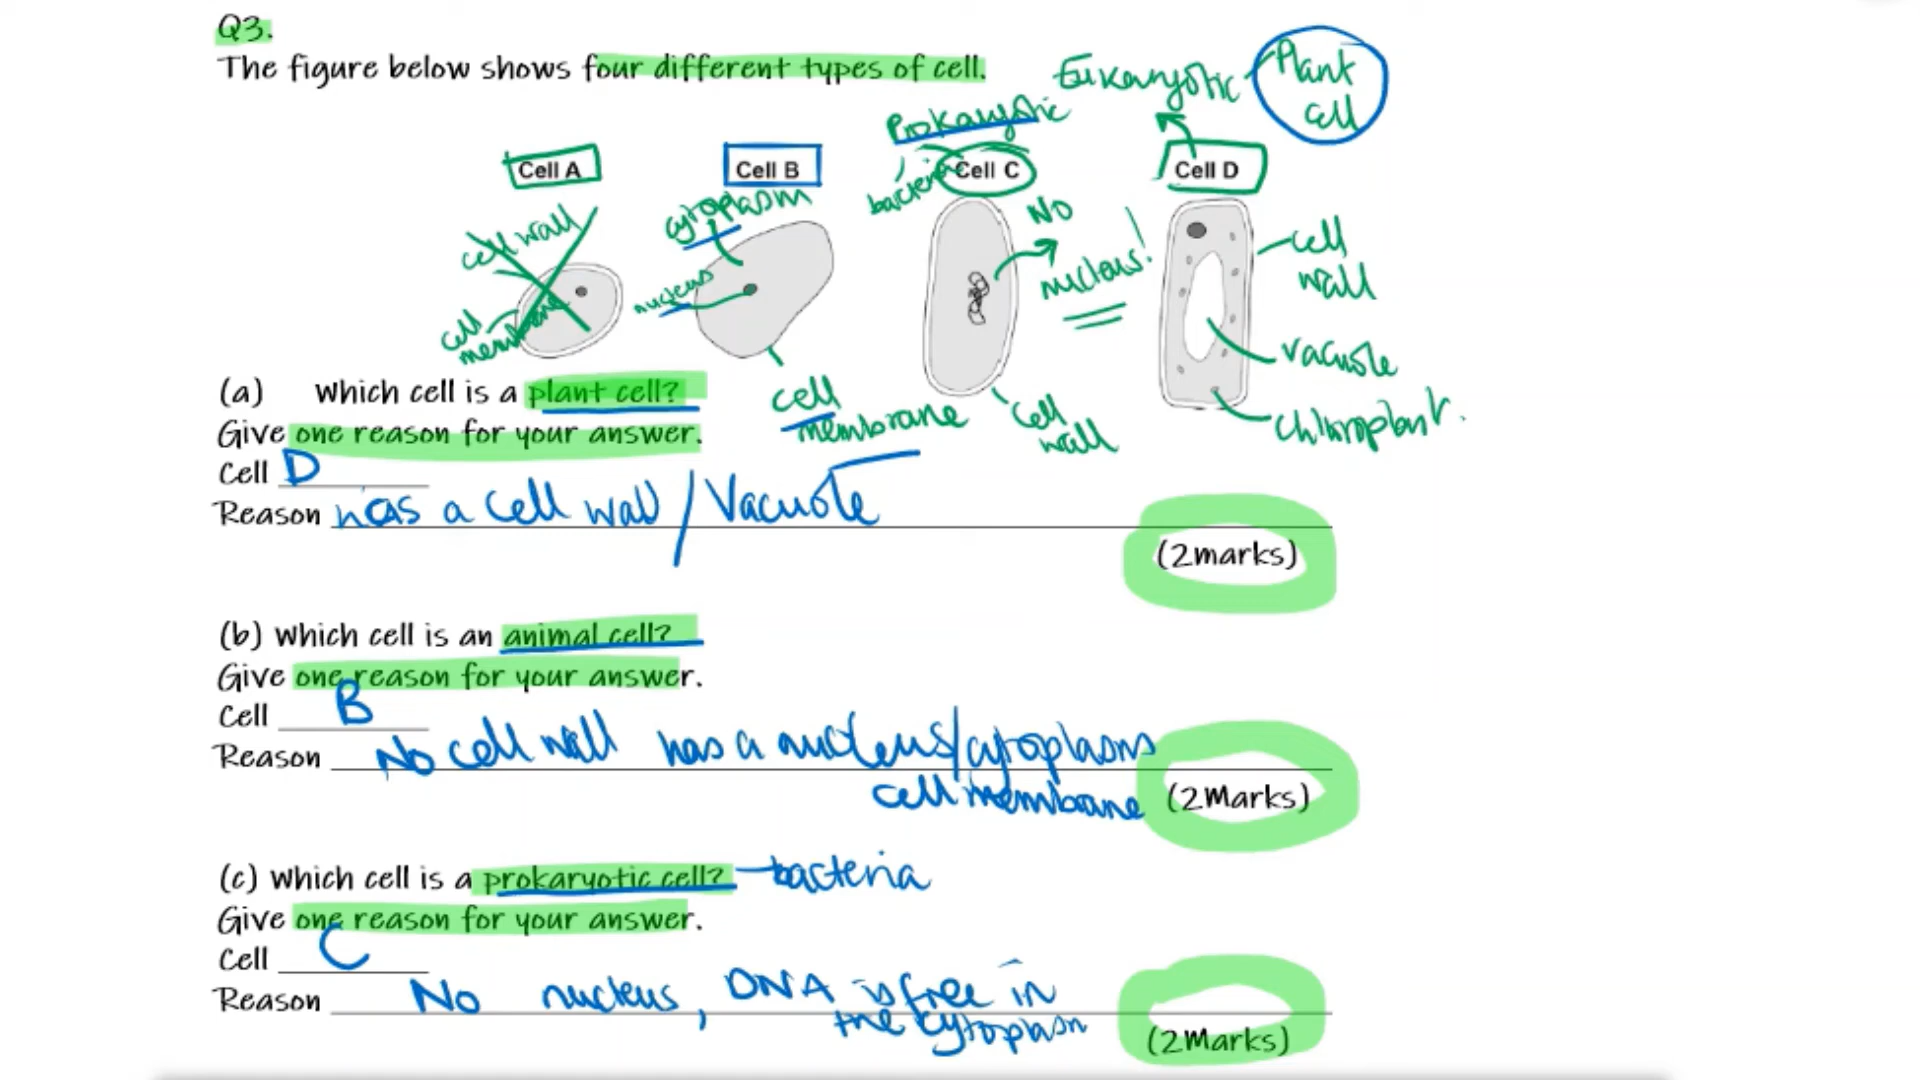 Q3.
The figure below shows four different types of cell.
Eukaryotic
Plant
cell
Prokaryotic
bacteria
Cell A
Cell B
Cell C
Cell D
cell wall
cell
membrane
cytoplasm
nucleus
cell
membrane
No
nucleus!
cell
wall
cell
wall
vacuole
chloroplast.
(a) Which cell is a plant cell?
Give one reason for your answer.
Cell D
Reason has a cell wall / Vacuole
(2marks)
(b) Which cell is an animal cell?
Give one reason for your answer.
Cell B
Reason No cell wall has a nucleus/cytoplasm
cell membrane
(2Marks)
(c) Which cell is a prokaryotic cell? - bacteria
Give one reason for your answer.
Cell C
Reason No nucleus, DNA is free in
the cytoplasm
(2Marks)